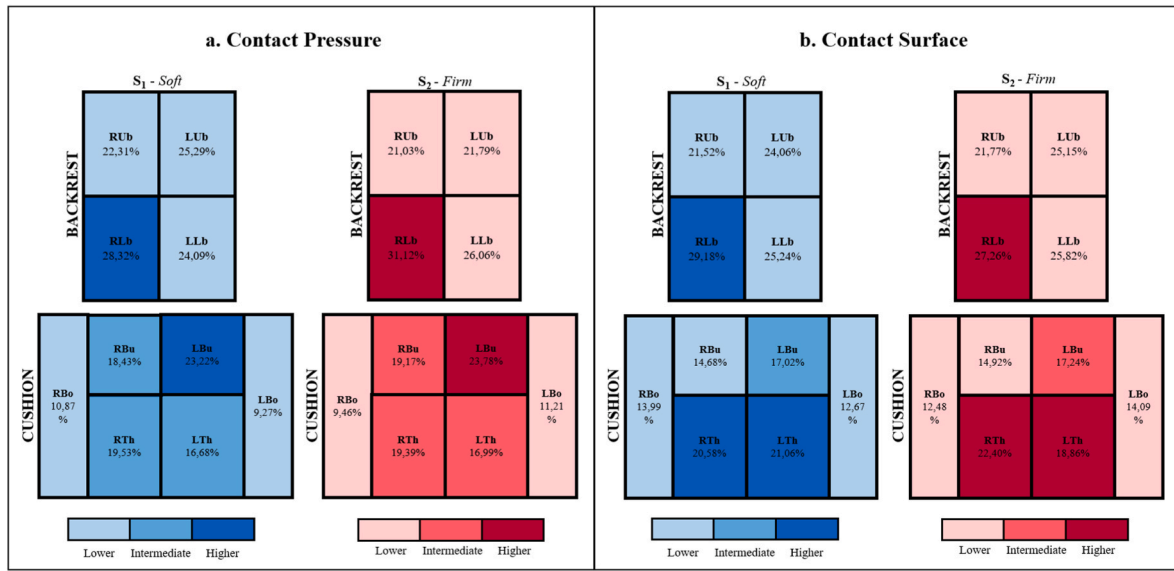 a. Contact Pressure
S1 - Soft
S2 - Firm
BACKREST
RUb
22,31%
LUb
25,29%
RLb
28,32%
LLb
24,09%
RUb
21,03%
LUb
21,79%
RLb
31,12%
LLb
26,06%
CUSHION
RBo
10,87
%
RBu
18,43%
LBu
23,22%
RTh
19,53%
LTh
16,68%
LBo
9,27%
RBo
9,46%
RBu
19,17%
LBu
23,78%
RTh
19,39%
LTh
16,99%
LBo
11,21
%
Lower Intermediate Higher
Lower Intermediate Higher
b. Contact Surface
S1 - Soft
S2 - Firm
BACKREST
RUb
21,52%
LUb
24,06%
RLb
29,18%
LLb
25,24%
BACKREST
RUb
21,77%
LUb
25,15%
RLb
27,26%
LLb
25,82%
CUSHION
RBo
13,99
%
RBu
14,68%
LBu
17,02%
RTh
20,58%
LTh
21,06%
LBo
12,67
%
CUSHION
RBo
12,48
%
RBu
14,92%
LBu
17,24%
RTh
22,40%
LTh
18,86%
LBo
14,09
%
Lower Intermediate Higher
Lower Intermediate Higher